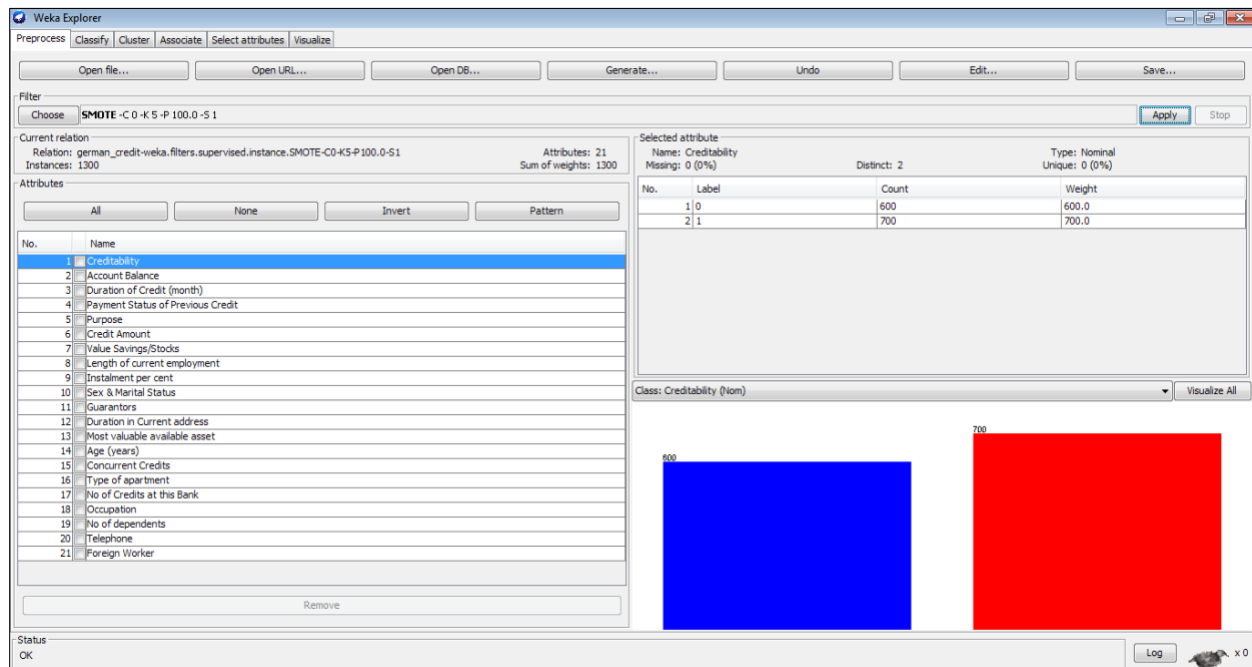 Weka Explorer
Preprocess Classify Cluster Associate Select attributes Visualize
Open file... Open URL... Open DB... Generate... Undo Edit... Save...
Filter
Choose SMOTE -C 0 -K 5 -P 100.0 -S 1 Apply Stop
Current relation
Relation: german_credit-weka.filters.supervised.instance.SMOTE-C0-K5-P100.0-S1 Attributes: 21
Instances: 1300 Sum of weights: 1300
Attributes
All None Invert Pattern
No. Name
1 Creditability
2 Account Balance
3 Duration of Credit (month)
4 Payment Status of Previous Credit
5 Purpose
6 Credit Amount
7 Value Savings/Stocks
8 Length of current employment
9 Instalment per cent
10 Sex & Marital Status
11 Guarantors
12 Duration in Current address
13 Most valuable available asset
14 Age (years)
15 Concurrent Credits
16 Type of apartment
17 No of Credits at this Bank
18 Occupation
19 No of dependents
20 Telephone
21 Foreign Worker
Remove
Selected attribute
Name: Creditability Type: Nominal
Missing: 0 (0%) Distinct: 2 Unique: 0 (0%)
No. Label Count Weight
1 0 600 600.0
2 1 700 700.0
Class: Creditability (Nom) Visualize All
600
700
Status
OK
Log x 0